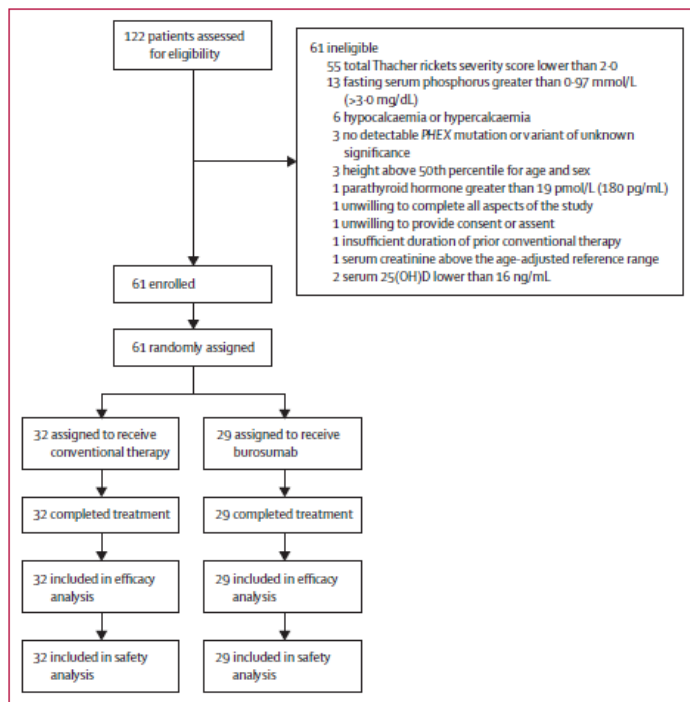 122 patients assessed
for eligibility
61 ineligible
55 total Thacher rickets severity score lower than 2·0
13 fasting serum phosphorus greater than 0·97 mmol/L
(>3·0 mg/dL)
6 hypocalcaemia or hypercalcaemia
3 no detectable PHEX mutation or variant of unknown
significance
3 height above 50th percentile for age and sex
1 parathyroid hormone greater than 19 pmol/L (180 pg/mL)
1 unwilling to complete all aspects of the study
1 unwilling to provide consent or assent
1 insufficient duration of prior conventional therapy
1 serum creatinine above the age-adjusted reference range
2 serum 25(OH)D lower than 16 ng/mL
61 enrolled
61 randomly assigned
32 assigned to receive
conventional therapy
29 assigned to receive
burosumab
32 completed treatment
29 completed treatment
32 included in efficacy
analysis
29 included in efficacy
analysis
32 included in safety
analysis
29 included in safety
analysis